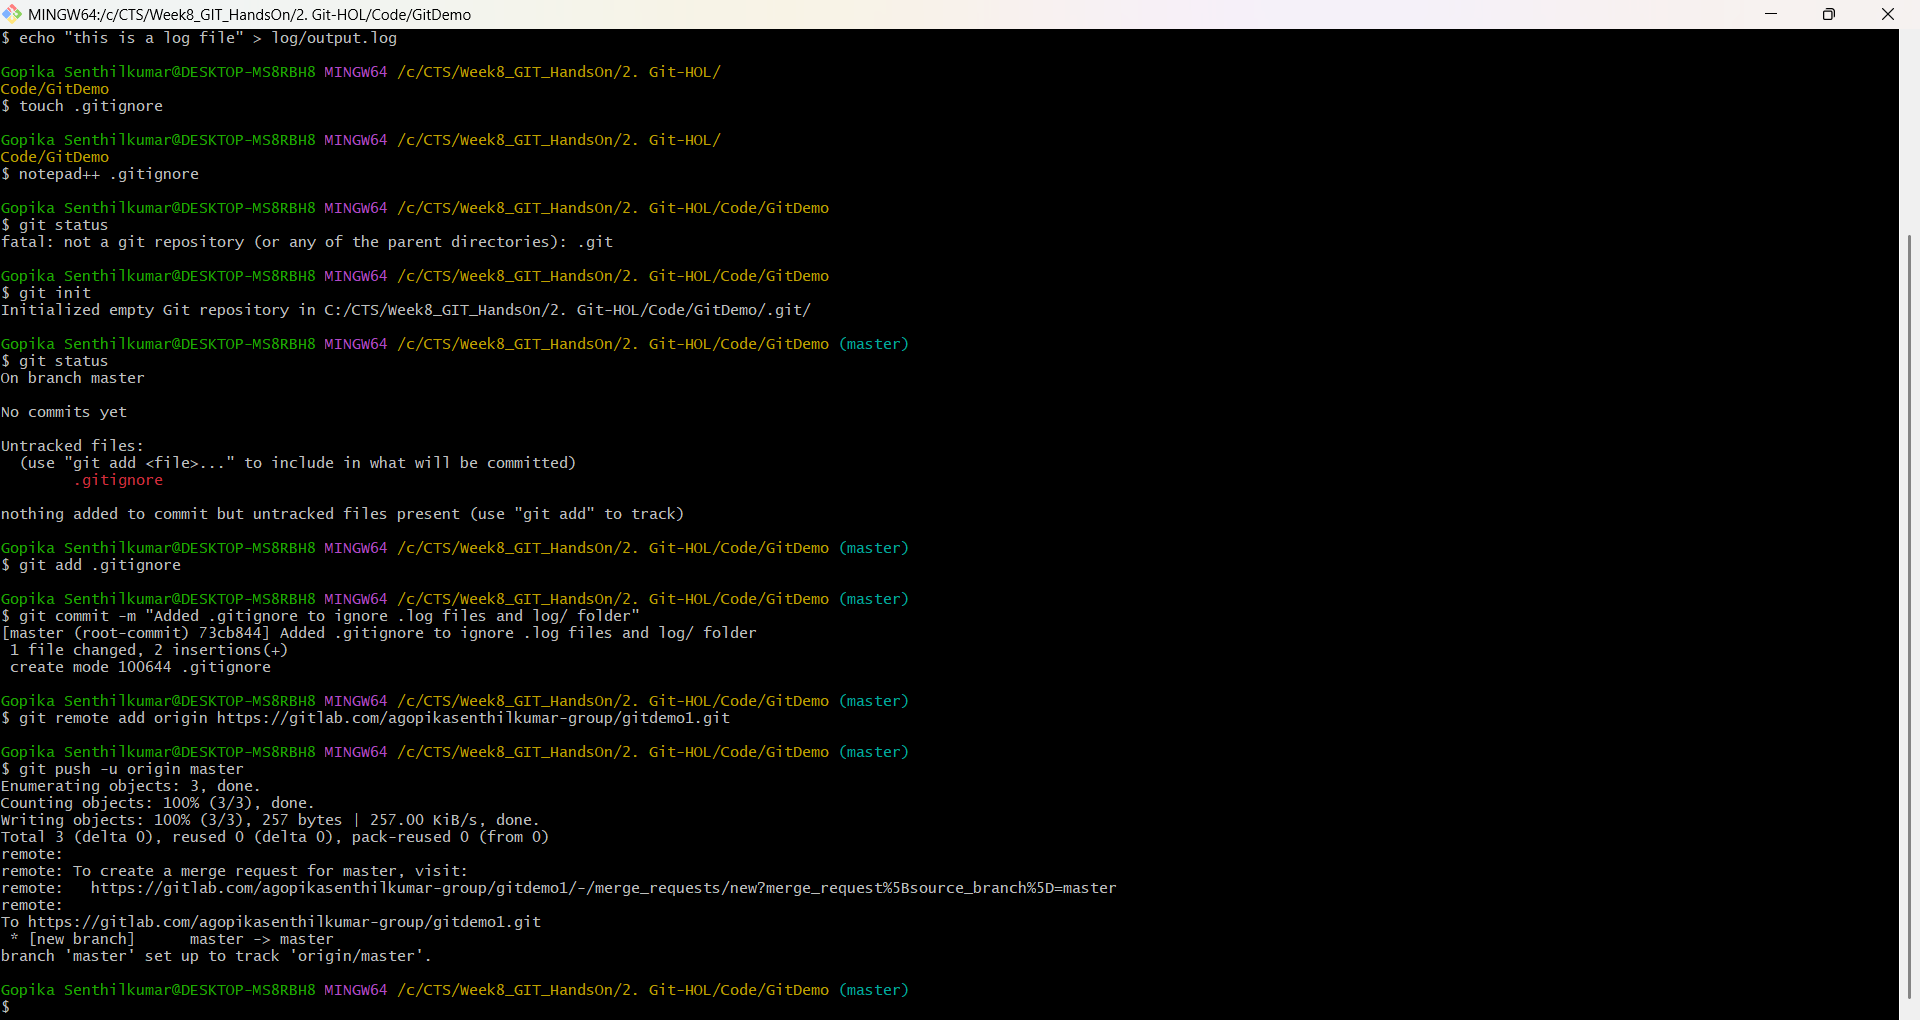 MINGW64:/c/CTS/Week8_GIT_HandsOn/2. Git-HOL/Code/GitDemo
$ echo "this is a log file" > log/output.log
Gopika Senthilkumar@DESKTOP-MS8RBH8 MINGW64 /c/CTS/Week8_GIT_HandsOn/2. Git-HOL/
Code/GitDemo
$ touch .gitignore
Gopika Senthilkumar@DESKTOP-MS8RBH8 MINGW64 /c/CTS/Week8_GIT_HandsOn/2. Git-HOL/
Code/GitDemo
$ notepad++ .gitignore
Gopika Senthilkumar@DESKTOP-MS8RBH8 MINGW64 /c/CTS/Week8_GIT_HandsOn/2. Git-HOL/Code/GitDemo
$ git status
fatal: not a git repository (or any of the parent directories): .git
Gopika Senthilkumar@DESKTOP-MS8RBH8 MINGW64 /c/CTS/Week8_GIT_HandsOn/2. Git-HOL/Code/GitDemo
$ git init
Initialized empty Git repository in C:/CTS/Week8_GIT_HandsOn/2. Git-HOL/Code/GitDemo/.git/
Gopika Senthilkumar@DESKTOP-MS8RBH8 MINGW64 /c/CTS/Week8_GIT_HandsOn/2. Git-HOL/Code/GitDemo (master)
$ git status
On branch master
No commits yet
Untracked files:
  (use "git add <file>..." to include in what will be committed)
        .gitignore
nothing added to commit but untracked files present (use "git add" to track)
Gopika Senthilkumar@DESKTOP-MS8RBH8 MINGW64 /c/CTS/Week8_GIT_HandsOn/2. Git-HOL/Code/GitDemo (master)
$ git add .gitignore
Gopika Senthilkumar@DESKTOP-MS8RBH8 MINGW64 /c/CTS/Week8_GIT_HandsOn/2. Git-HOL/Code/GitDemo (master)
$ git commit -m "Added .gitignore to ignore .log files and log/ folder"
[master (root-commit) 73cb844] Added .gitignore to ignore .log files and log/ folder
 1 file changed, 2 insertions(+)
 create mode 100644 .gitignore
Gopika Senthilkumar@DESKTOP-MS8RBH8 MINGW64 /c/CTS/Week8_GIT_HandsOn/2. Git-HOL/Code/GitDemo (master)
$ git remote add origin https://gitlab.com/agopikasenthilkumar-group/gitdemo1.git
Gopika Senthilkumar@DESKTOP-MS8RBH8 MINGW64 /c/CTS/Week8_GIT_HandsOn/2. Git-HOL/Code/GitDemo (master)
$ git push -u origin master
Enumerating objects: 3, done.
Counting objects: 100% (3/3), done.
Writing objects: 100% (3/3), 257 bytes | 257.00 KiB/s, done.
Total 3 (delta 0), reused 0 (delta 0), pack-reused 0 (from 0)
remote:
remote: To create a merge request for master, visit:
remote:   https://gitlab.com/agopikasenthilkumar-group/gitdemo1/-/merge_requests/new?merge_request%5Bsource_branch%5D=master
remote:
To https://gitlab.com/agopikasenthilkumar-group/gitdemo1.git
 * [new branch]      master -> master
branch 'master' set up to track 'origin/master'.
Gopika Senthilkumar@DESKTOP-MS8RBH8 MINGW64 /c/CTS/Week8_GIT_HandsOn/2. Git-HOL/Code/GitDemo (master)
$